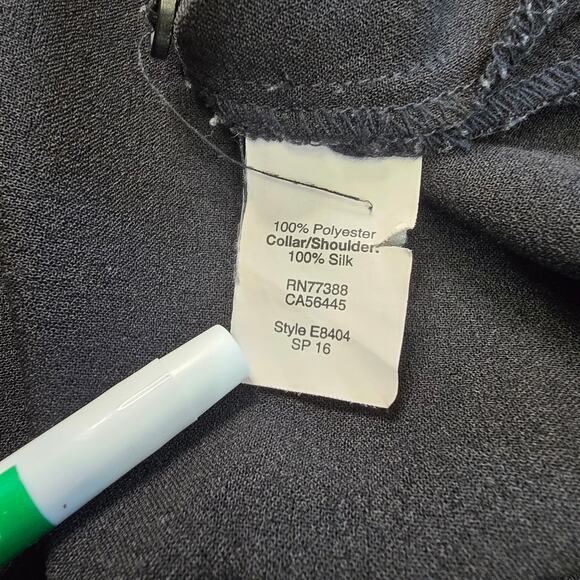 100% Polyester
Collar/Shoulder:
100% Silk
RN77388
CA56445
Style E8404
SP 16